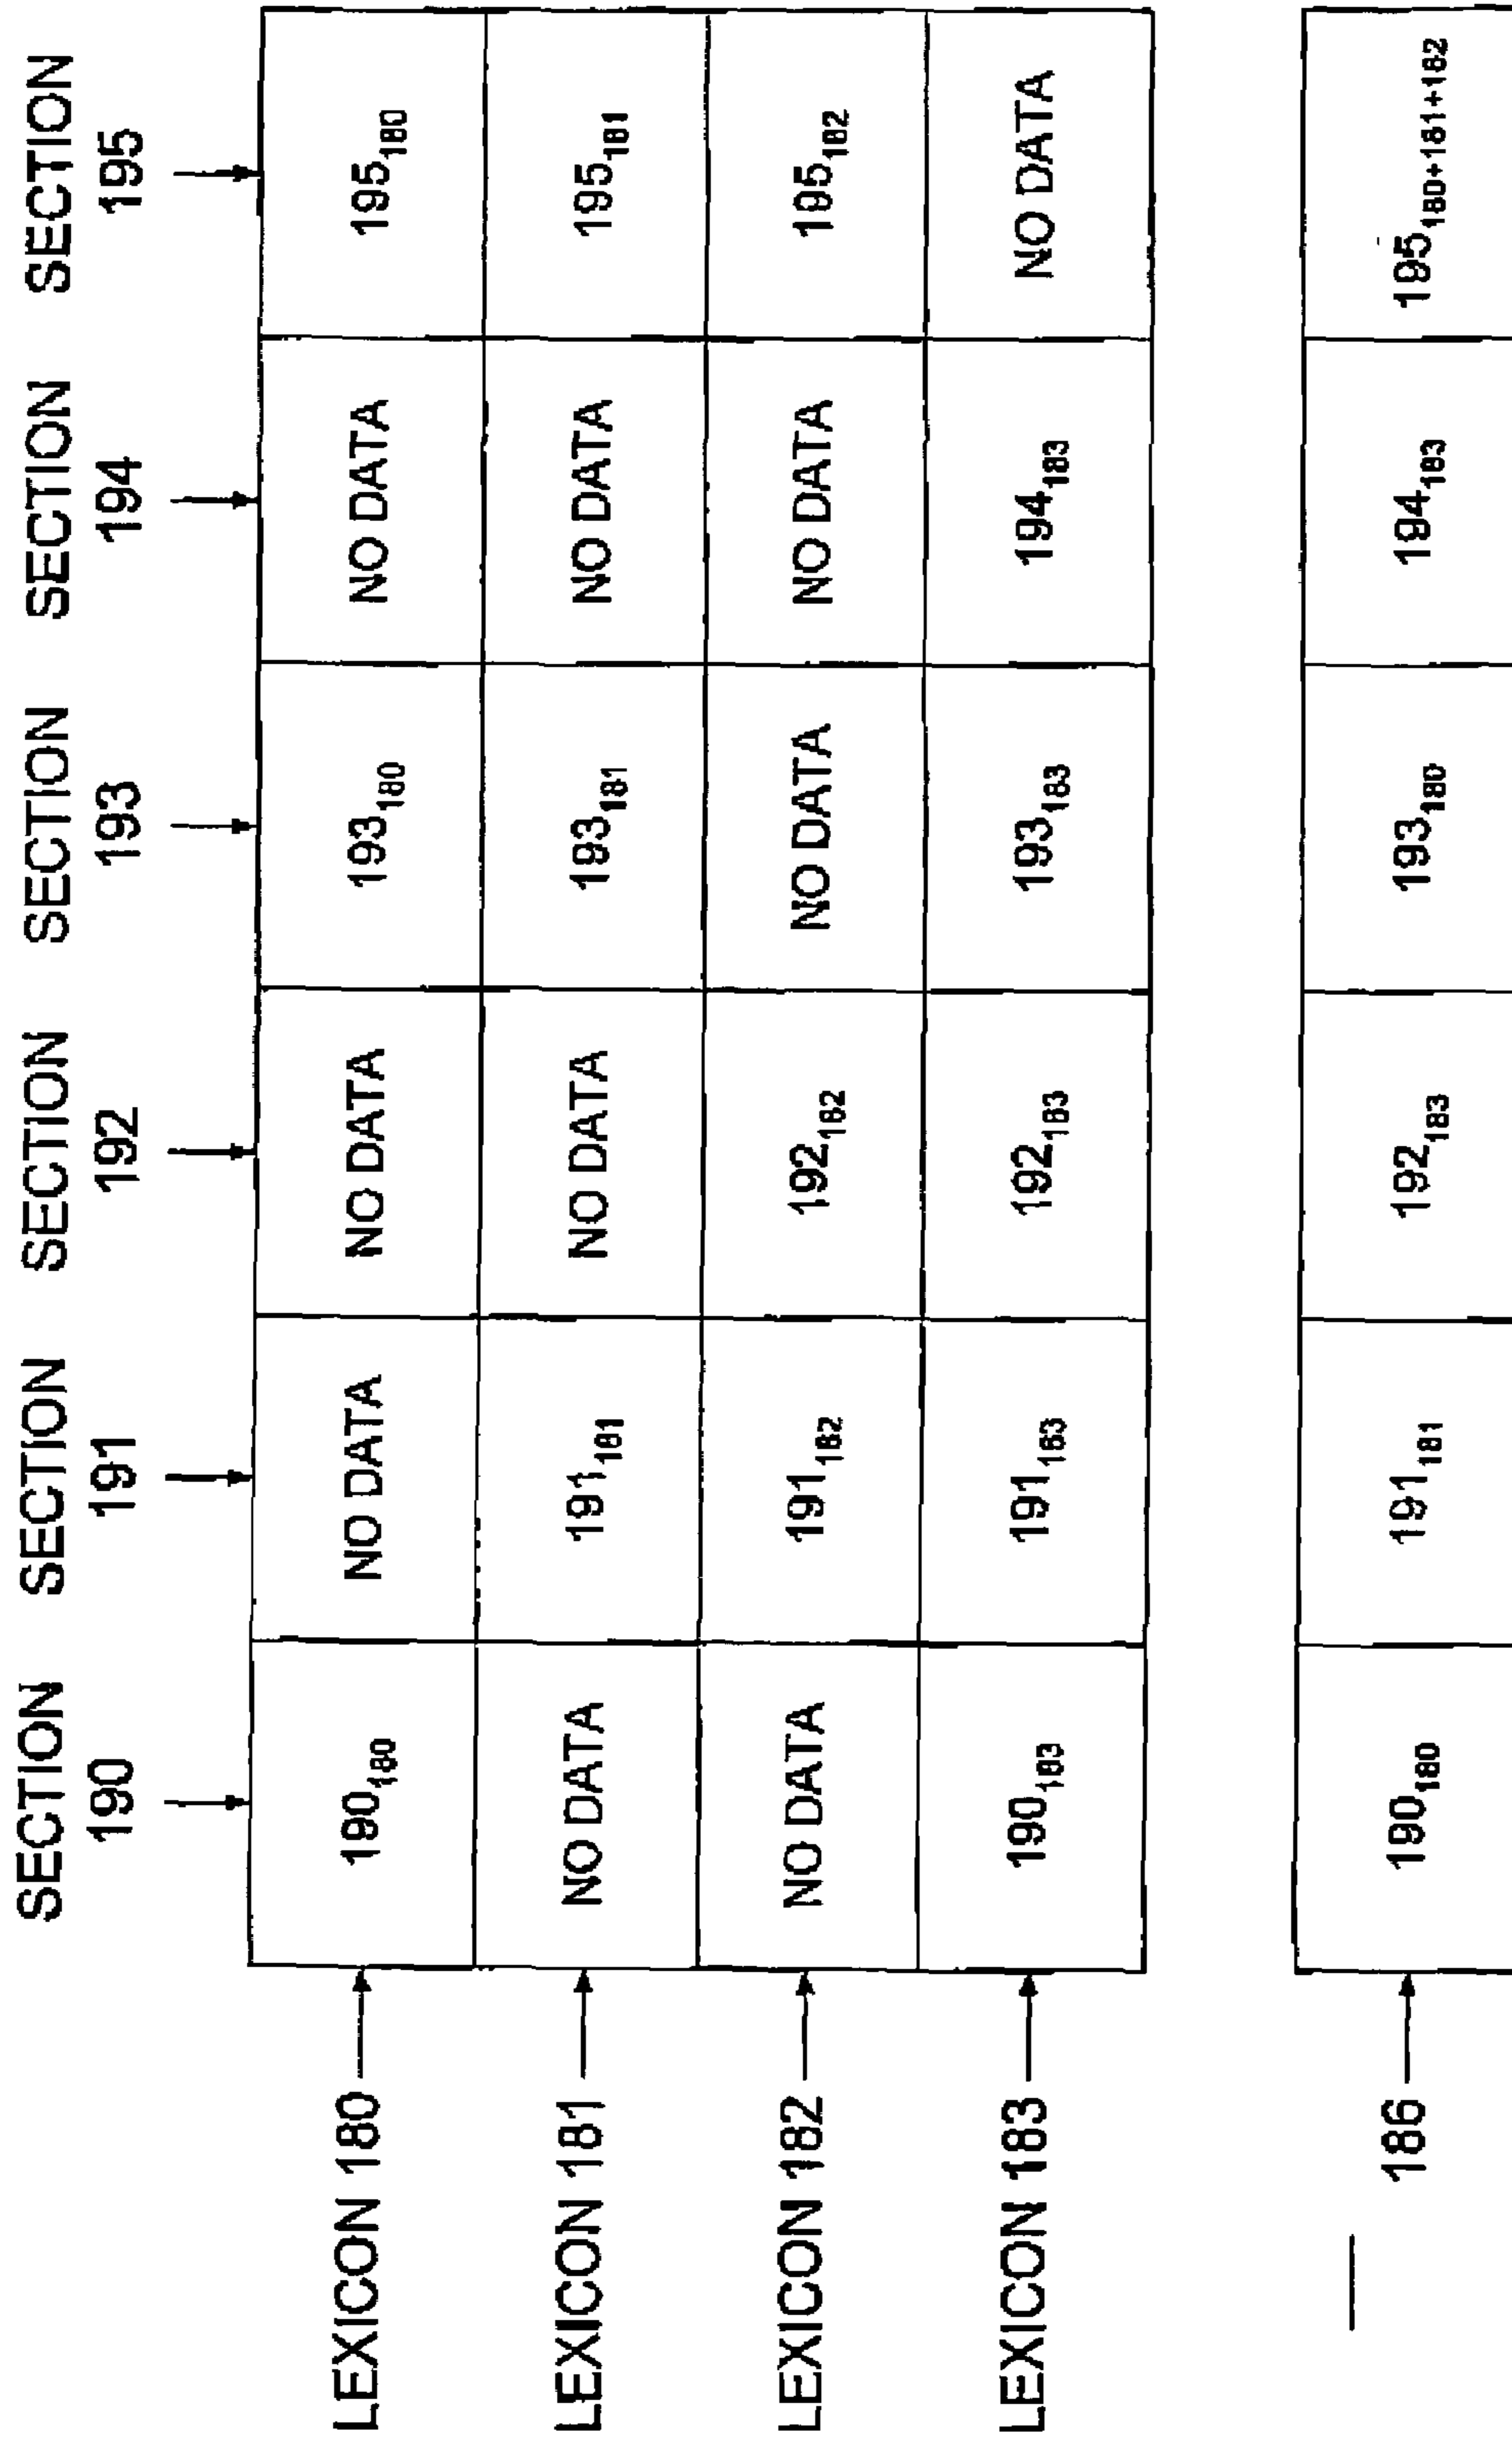 SECTION 190 SECTION 191 SECTION 192 SECTION 193 SECTION 194 SECTION 195
LEXICON 180 190₁₈₀ NO DATA NO DATA 193₁₈₀ NO DATA 195₁₈₀
LEXICON 181 NO DATA 191₁₈₁ NO DATA 193₁₈₁ NO DATA 195₁₈₁
LEXICON 182 NO DATA 191₁₈₂ 192₁₈₂ NO DATA NO DATA 195₁₈₂
LEXICON 183 190₁₈₃ 191₁₈₃ 192₁₈₃ 193₁₈₃ 194₁₈₃ NO DATA
186 190₁₈₀ 191₁₈₁ 192₁₈₃ 193₁₈₀ 194₁₈₃ 195₁₈₀₊₁₈₁₊₁₈₂